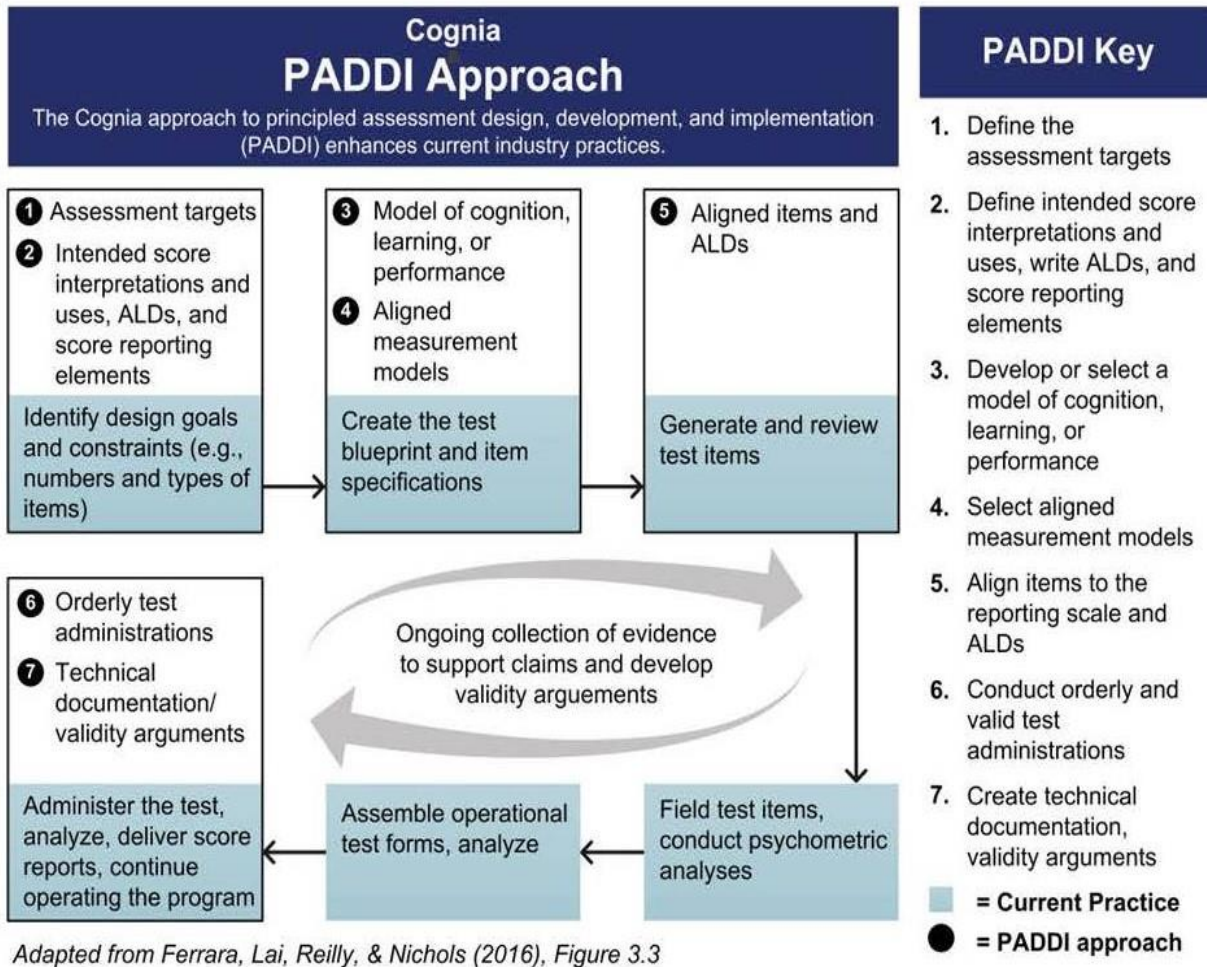 Cognia
PADDI Approach
The Cognia approach to principled assessment design, development, and implementation
(PADDI) enhances current industry practices.
1 Assessment targets
2 Intended score
interpretations and
uses, ALDs, and
score reporting
elements
Identify design goals
and constraints (e.g.,
numbers and types of
items)
3 Model of cognition,
learning, or
performance
4 Aligned
measurement
models
Create the test
blueprint and item
specifications
5 Aligned items and
ALDs
Generate and review
test items
6 Orderly test
administrations
7 Technical
documentation/
validity arguments
Administer the test,
analyze, deliver score
reports, continue
operating the program
Ongoing collection of evidence
to support claims and develop
validity arguements
Assemble operational
test forms, analyze
Field test items,
conduct psychometric
analyses
Adapted from Ferrara, Lai, Reilly, & Nichols (2016), Figure 3.3
PADDI Key
1. Define the
assessment targets
2. Define intended score
interpretations and
uses, write ALDs, and
score reporting
elements
3. Develop or select a
model of cognition,
learning, or
performance
4. Select aligned
measurement models
5. Align items to the
reporting scale and
ALDs
6. Conduct orderly and
valid test
administrations
7. Create technical
documentation,
validity arguments
= Current Practice
= PADDI approach